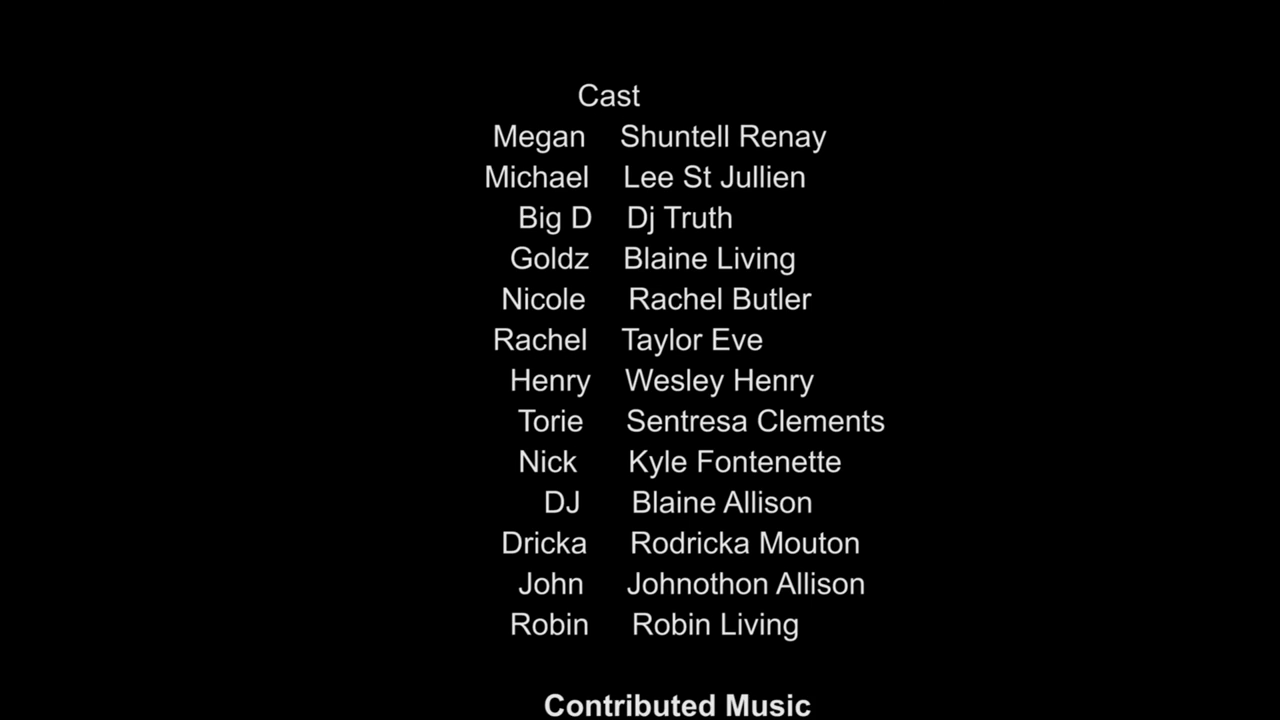 Cast
Megan Shuntell Renay
Michael Lee St Jullien
Big D Dj Truth
Goldz Blaine Living
Nicole Rachel Butler
Rachel Taylor Eve
Henry Wesley Henry
Torie Sentresa Clements
Nick Kyle Fontenette
DJ Blaine Allison
Dricka Rodricka Mouton
John Johnothon Allison
Robin Robin Living
Contributed Music